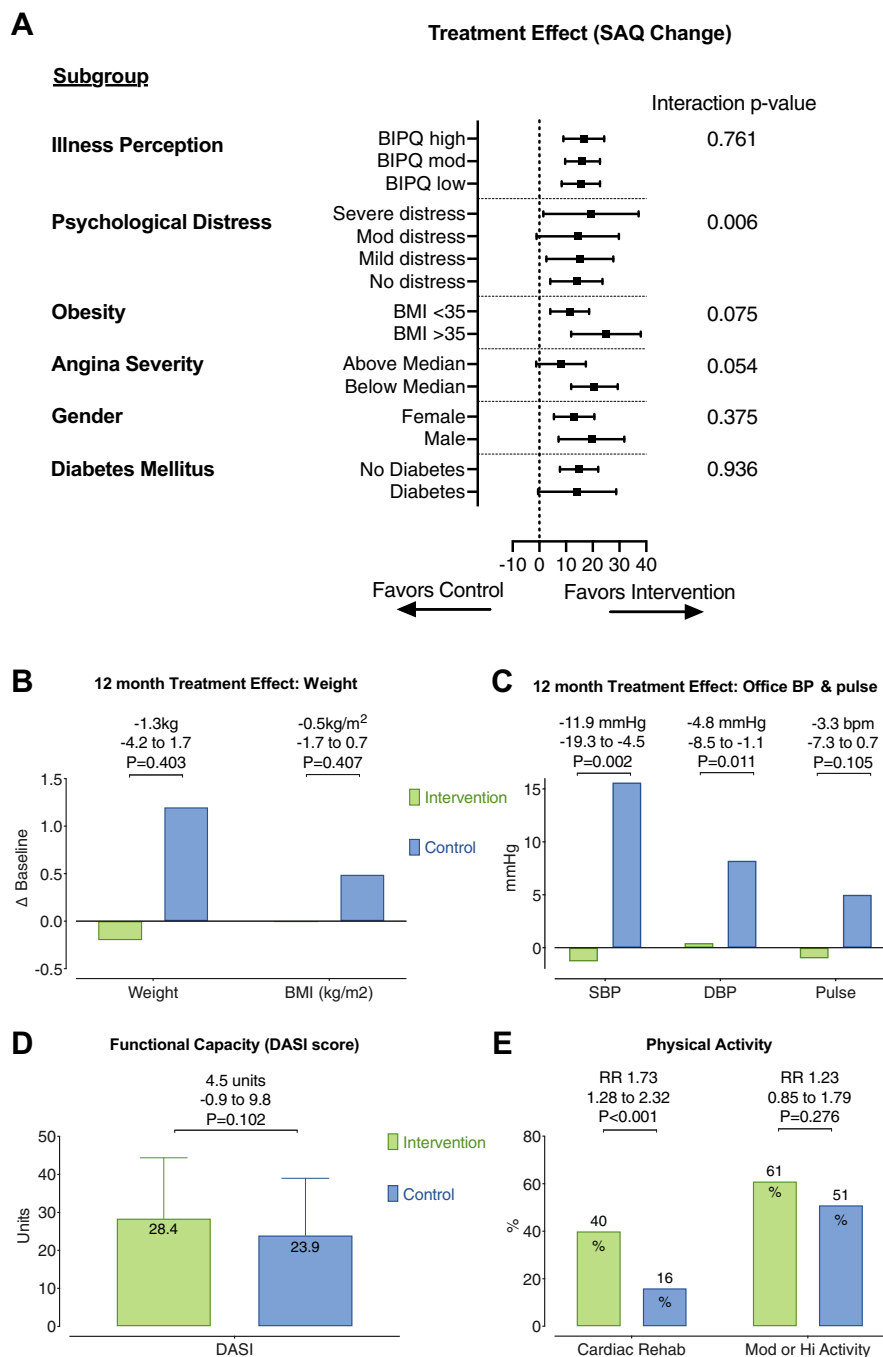 A
Treatment Effect (SAQ Change)
Subgroup
Interaction p-value
Illness Perception
BIPQ high
0.761
BIPQ mod
BIPQ low
Psychological Distress
Severe distress
0.006
Mod distress
Mild distress
No distress
Obesity
BMI <35
0.075
BMI >35
Angina Severity
Above Median
0.054
Below Median
Gender
Female
0.375
Male
Diabetes Mellitus
No Diabetes
0.936
Diabetes
-10 0 10 20 30 40
Favors Control
Favors Intervention
B
12 month Treatment Effect: Weight
-1.3kg
-4.2 to 1.7
P=0.403
-0.5kg/m²
-1.7 to 0.7
P=0.407
Δ Baseline
1.5
1.0
0.5
0.0
-0.5
Weight
BMI (kg/m2)
Intervention
Control
C
12 month Treatment Effect: Office BP & pulse
-11.9 mmHg
-19.3 to -4.5
P=0.002
-4.8 mmHg
-8.5 to -1.1
P=0.011
-3.3 bpm
-7.3 to 0.7
P=0.105
mmHg
15
10
5
0
SBP
DBP
Pulse
D
Functional Capacity (DASI score)
4.5 units
-0.9 to 9.8
P=0.102
Units
50
40
30
20
10
0
28.4
23.9
DASI
Intervention
Control
E
Physical Activity
RR 1.73
1.28 to 2.32
P<0.001
RR 1.23
0.85 to 1.79
P=0.276
%
80
60
40
20
0
40
%
16
%
61
%
51
%
Cardiac Rehab
Mod or Hi Activity